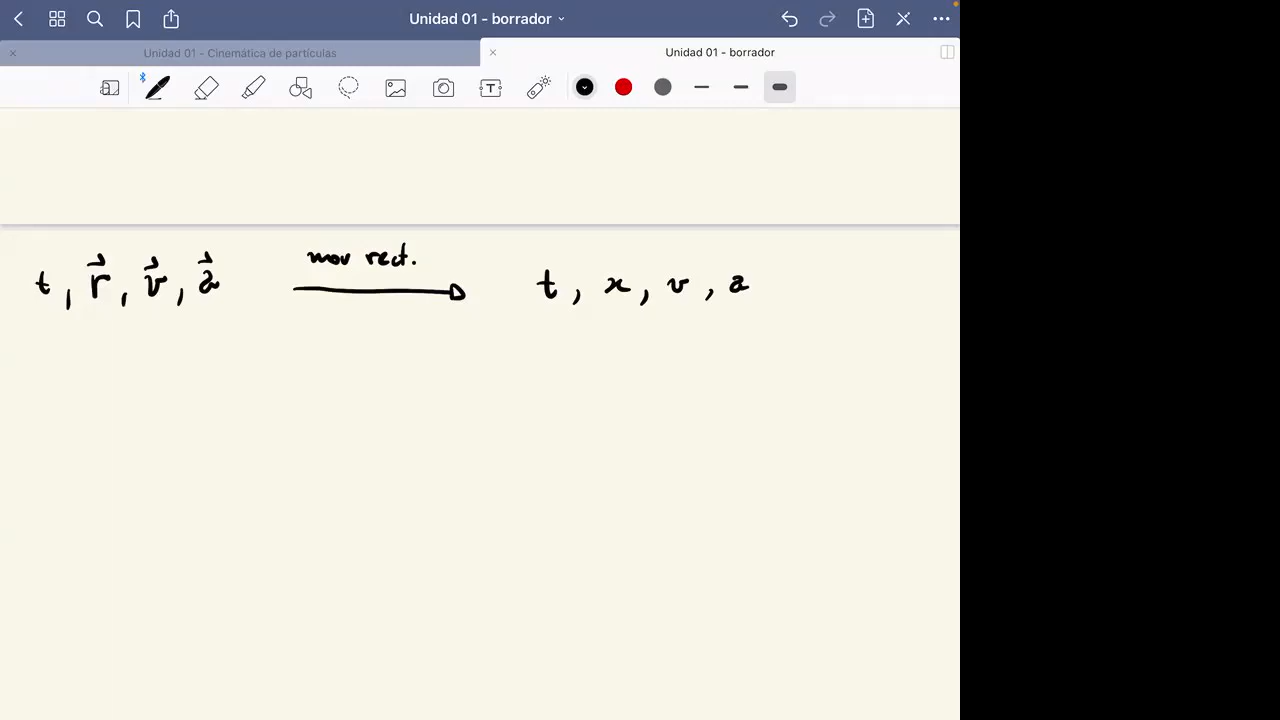 Unidad 01 - borrador
Unidad 01 - Cinemática de partículas
Unidad 01 - borrador
mov rect.
t, r⃗, v⃗, a⃗ → t, x, v, a